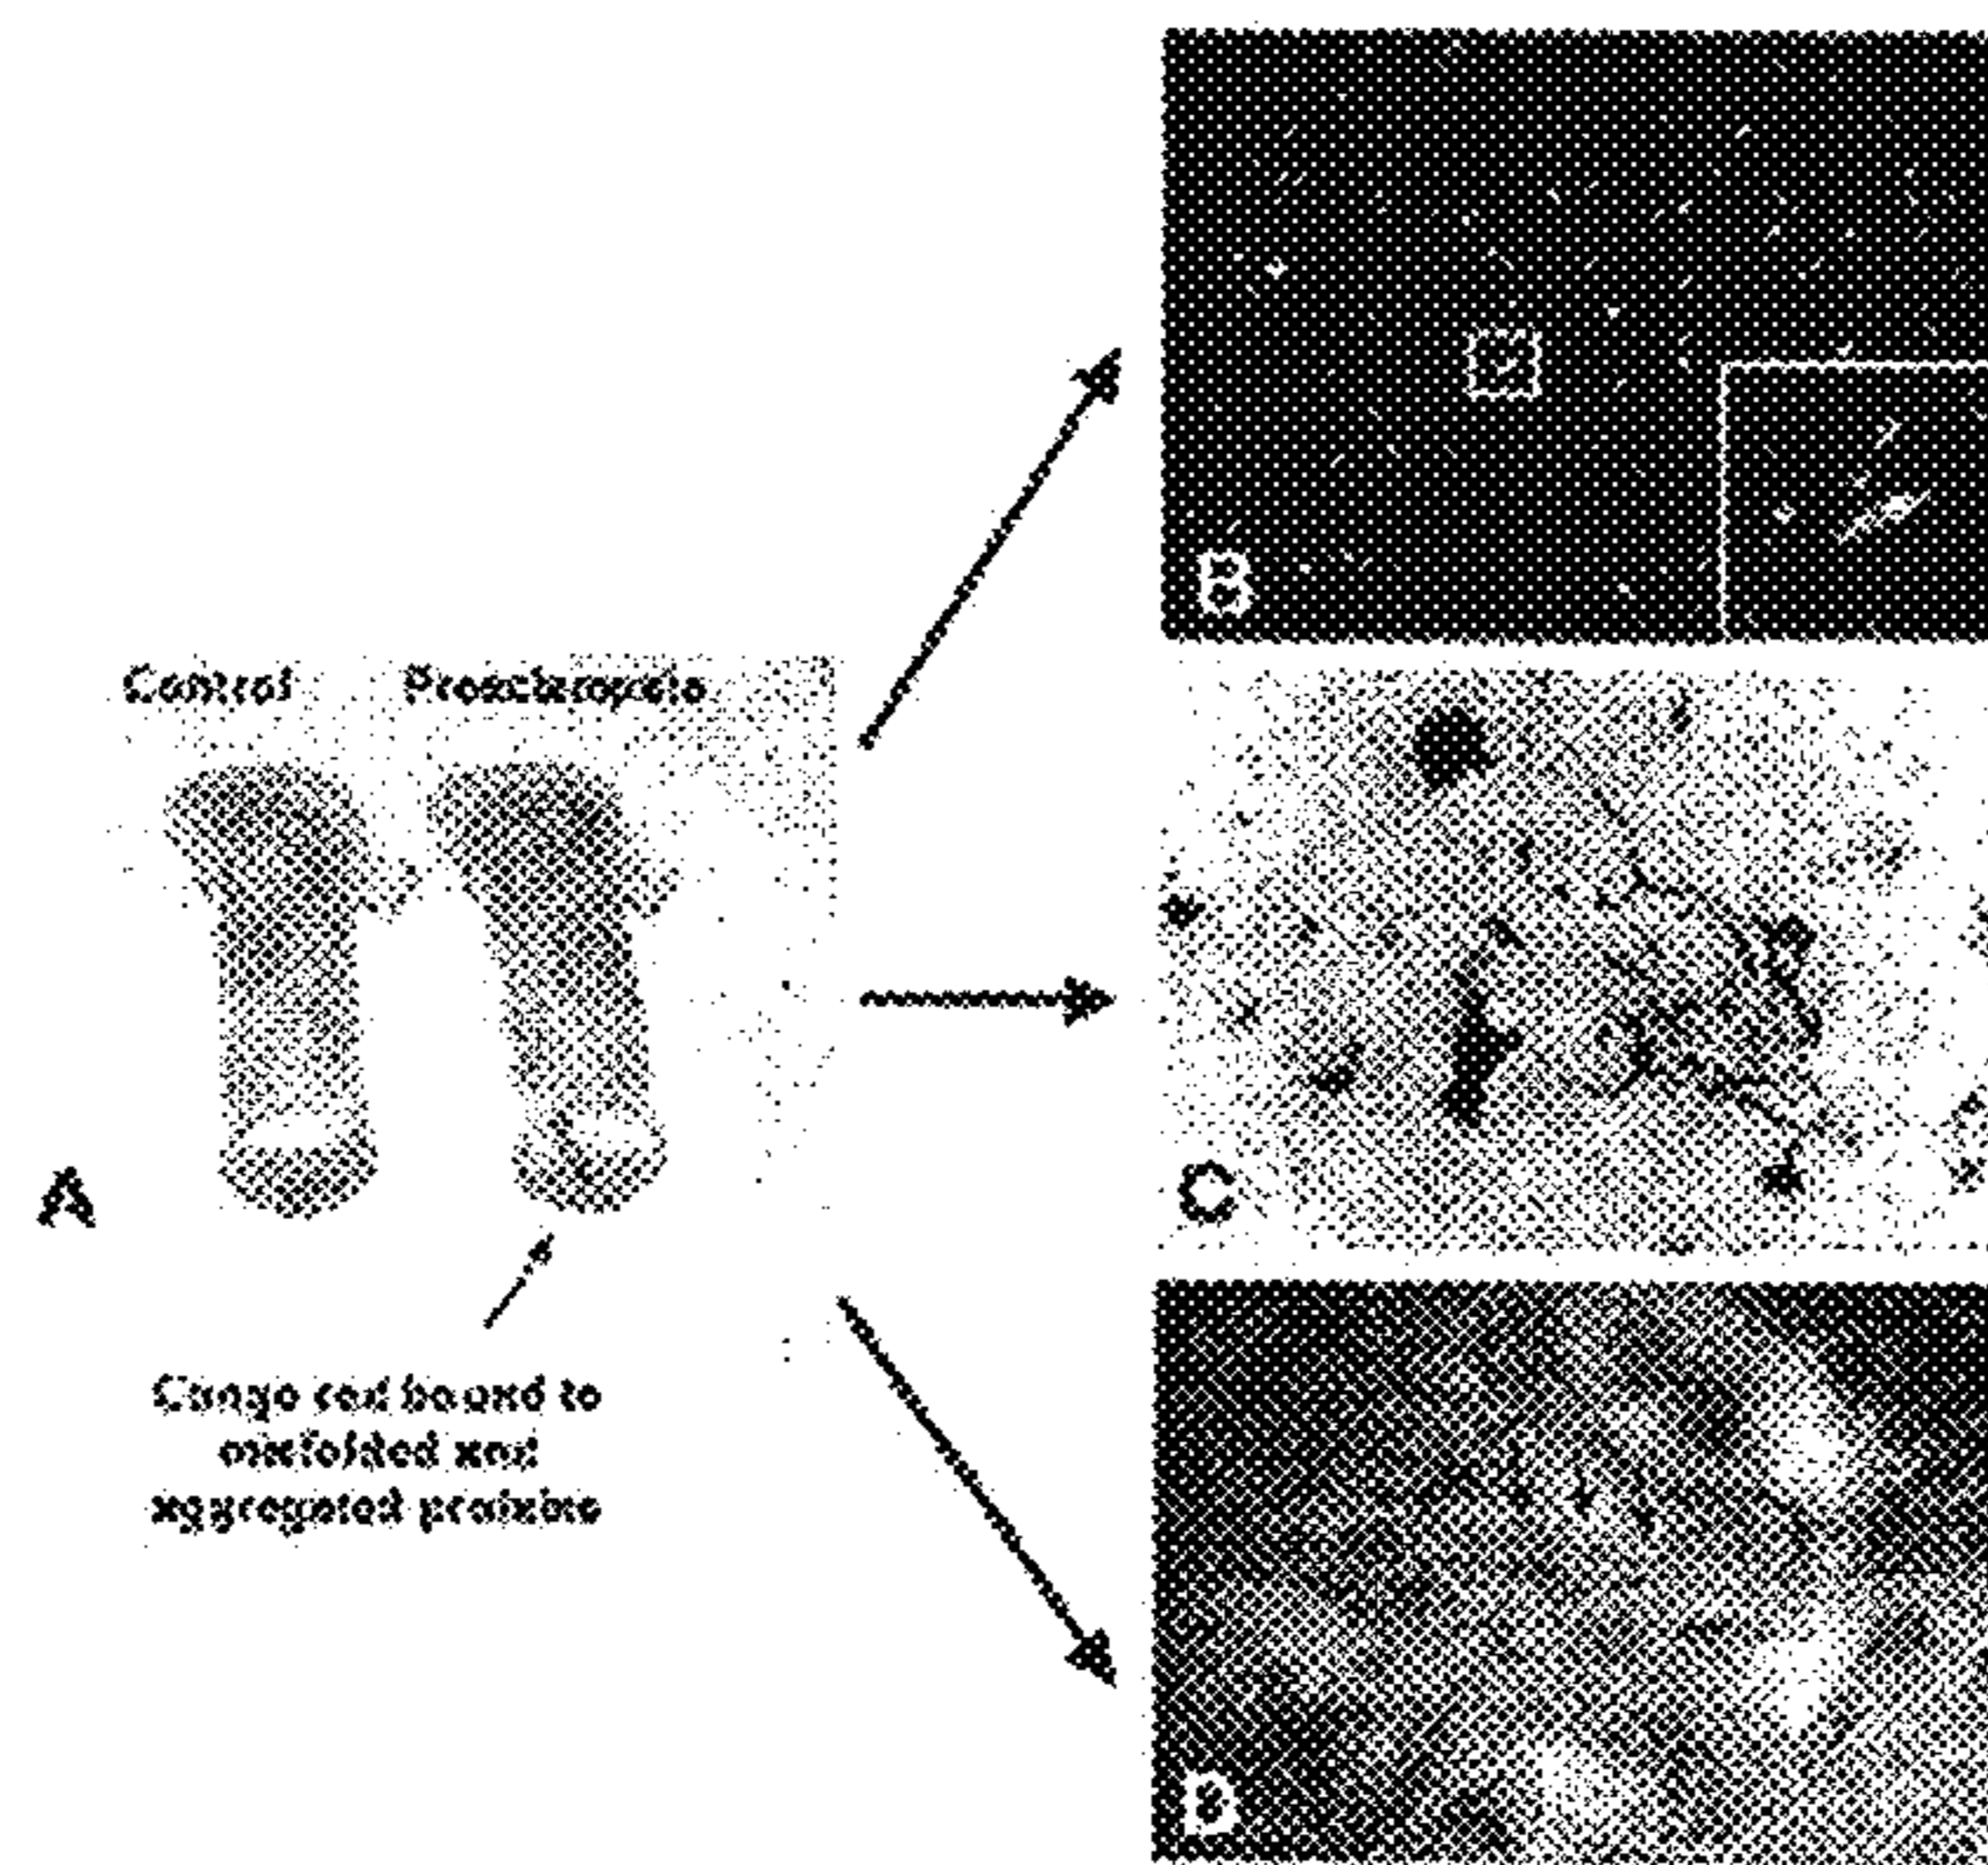 Control Preeclampsia
A
Congo red bound to
misfolded and
aggregated proteins
B
C
D